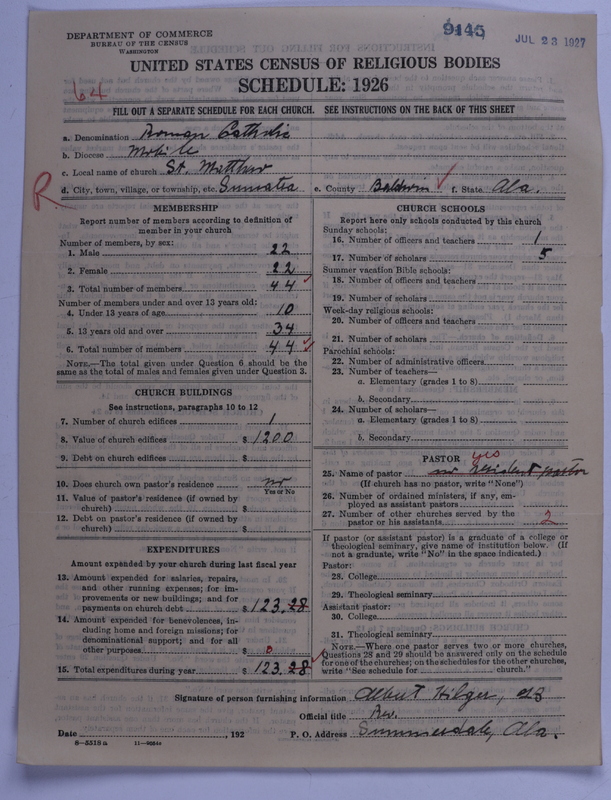 DEPARTMENT OF COMMERCE
BUREAU OF THE CENSUS
WASHINGTON
9145
JUL 23 1927
UNITED STATES CENSUS OF RELIGIOUS BODIES
SCHEDULE: 1926
64
FILL OUT A SEPARATE SCHEDULE FOR EACH CHURCH. SEE INSTRUCTIONS ON THE BACK OF THIS SHEET
a. Denomination Roman Catholic
b. Diocese Mobile
c. Local name of church St. Matthew
R
d. City, town, village, or township, etc. e. County Baldwin ✓ f. State Ala.
MEMBERSHIP
Report number of members according to definition of member in your church
Number of members, by sex:
1. Male 22
2. Female 22
3. Total number of members 44 ✓
Number of members under and over 13 years old:
4. Under 13 years of age 10
5. 13 years old and over 34
6. Total number of members 44 ✓
NOTE.—The total given under Question 6 should be the
same as the total of males and females given under Question 3.
CHURCH BUILDINGS
See instructions, paragraphs 10 to 12
7. Number of church edifices 1
8. Value of church edifices $ 1200
9. Debt on church edifices $
10. Does church own pastor's residence no
Yes or No
11. Value of pastor's residence (if owned by
church) $
12. Debt on pastor's residence (if owned by
church) $
EXPENDITURES
Amount expended by your church during last fiscal year
13. Amount expended for salaries, repairs,
and other running expenses; for im-
provements or new buildings; and for
payments on church debt $ 123.28
14. Amount expended for benevolences, in-
cluding home and foreign missions; for
denominational support; and for all
other purposes $ 0
15. Total expenditures during year $ 123.28 ✓
CHURCH SCHOOLS
Report here only schools conducted by this church
Sunday schools:
16. Number of officers and teachers 1
17. Number of scholars 5
Summer vacation Bible schools:
18. Number of officers and teachers
19. Number of scholars
Week-day religious schools:
20. Number of officers and teachers
21. Number of scholars
Parochial schools:
22. Number of administrative officers
23. Number of teachers—
a. Elementary (grades 1 to 8)
b. Secondary
24. Number of scholars—
a. Elementary (grades 1 to 8)
b. Secondary
PASTOR yes
25. Name of pastor no resident pastor
(If church has no pastor, write "None")
26. Number of ordained ministers, if any, em-
ployed as assistant pastors
27. Number of other churches served by the
pastor or his assistants 2
If pastor (or assistant pastor) is a graduate of a college or
theological seminary, give name of institution below. (If
not a graduate, write "No" in the space indicated.)
Pastor:
28. College
29. Theological seminary
Assistant pastor:
30. College
31. Theological seminary
NOTE.—Where one pastor serves two or more churches,
Questions 28 and 29 should be answered only on the schedule
for one of the churches; on the schedules for the other churches,
write "See schedule for church."
Signature of person furnishing information Albert Hilger,
Official title Rev.
Date , 192 P. O. Address Summerdale, Ala.
8—5518a 11—90544